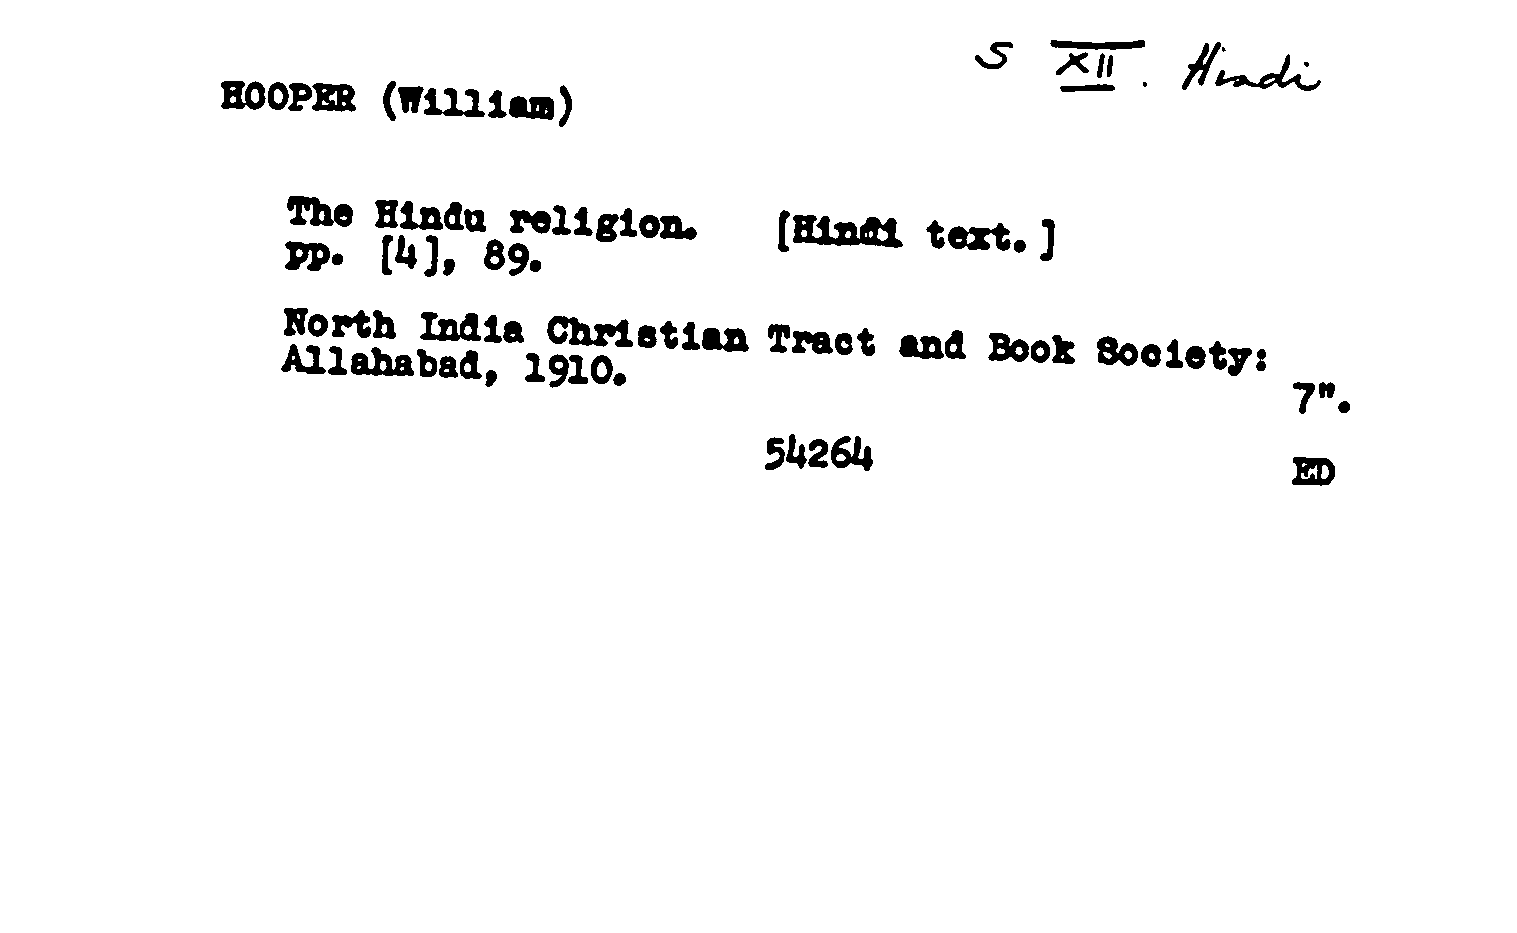 S XII. Hindi
HOOPER (William)
The Hindu religion. [Hindi text.]
pp. [4], 89.
North India Christian Tract and Book Society:
Allahabad, 1910.
7".
54264
ED